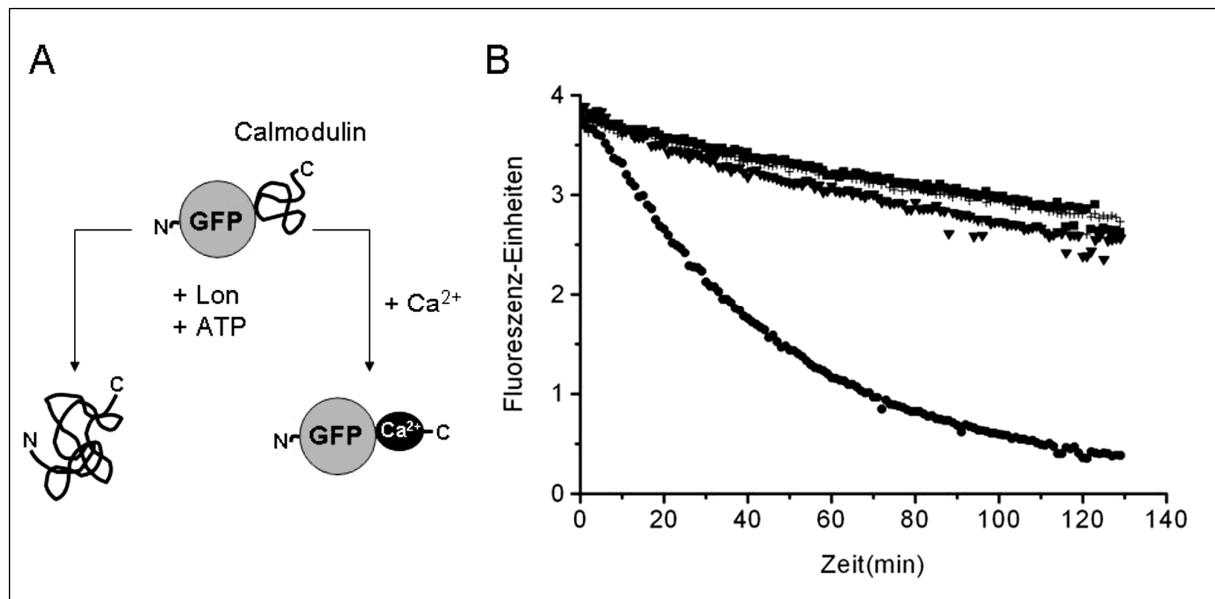 A
Calmodulin
C
N
GFP
+ Lon
+ ATP
+ Ca²⁺
C
N
N
GFP
Ca²⁺
C
B
Fluoreszenz-Einheiten
4
3
2
1
0
0 20 40 60 80 100 120 140
Zeit(min)